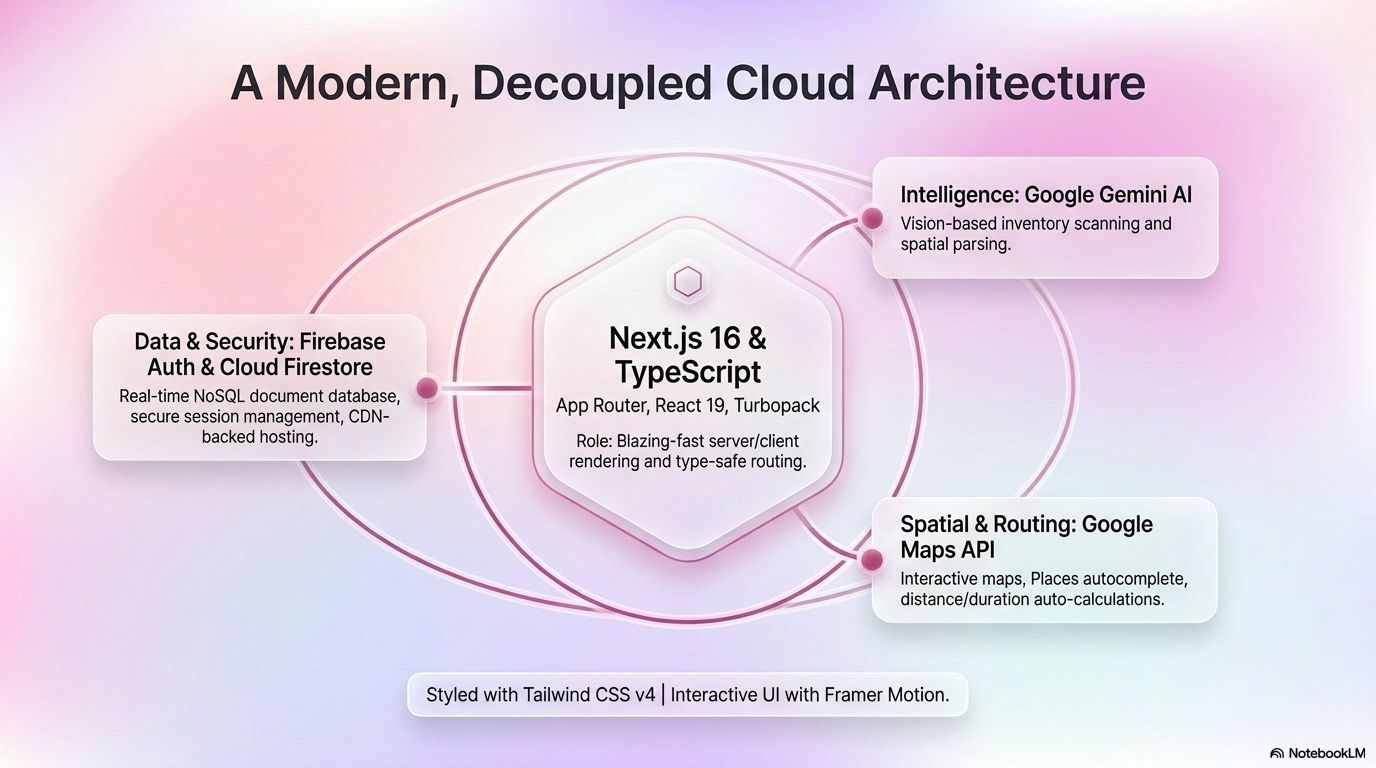 A Modern, Decoupled Cloud Architecture
Intelligence: Google Gemini AI
Vision-based inventory scanning and
spatial parsing.
Data & Security: Firebase
Auth & Cloud Firestore
Real-time NoSQL document database,
secure session management, CDN-
backed hosting.
Next.js 16 &
TypeScript
App Router, React 19, Turbopack
Role: Blazing-fast server/client
rendering and type-safe routing.
Spatial & Routing: Google
Maps API
Interactive maps, Places autocomplete,
distance/duration auto-calculations.
Styled with Tailwind CSS v4 | Interactive UI with Framer Motion.
NotebookLM